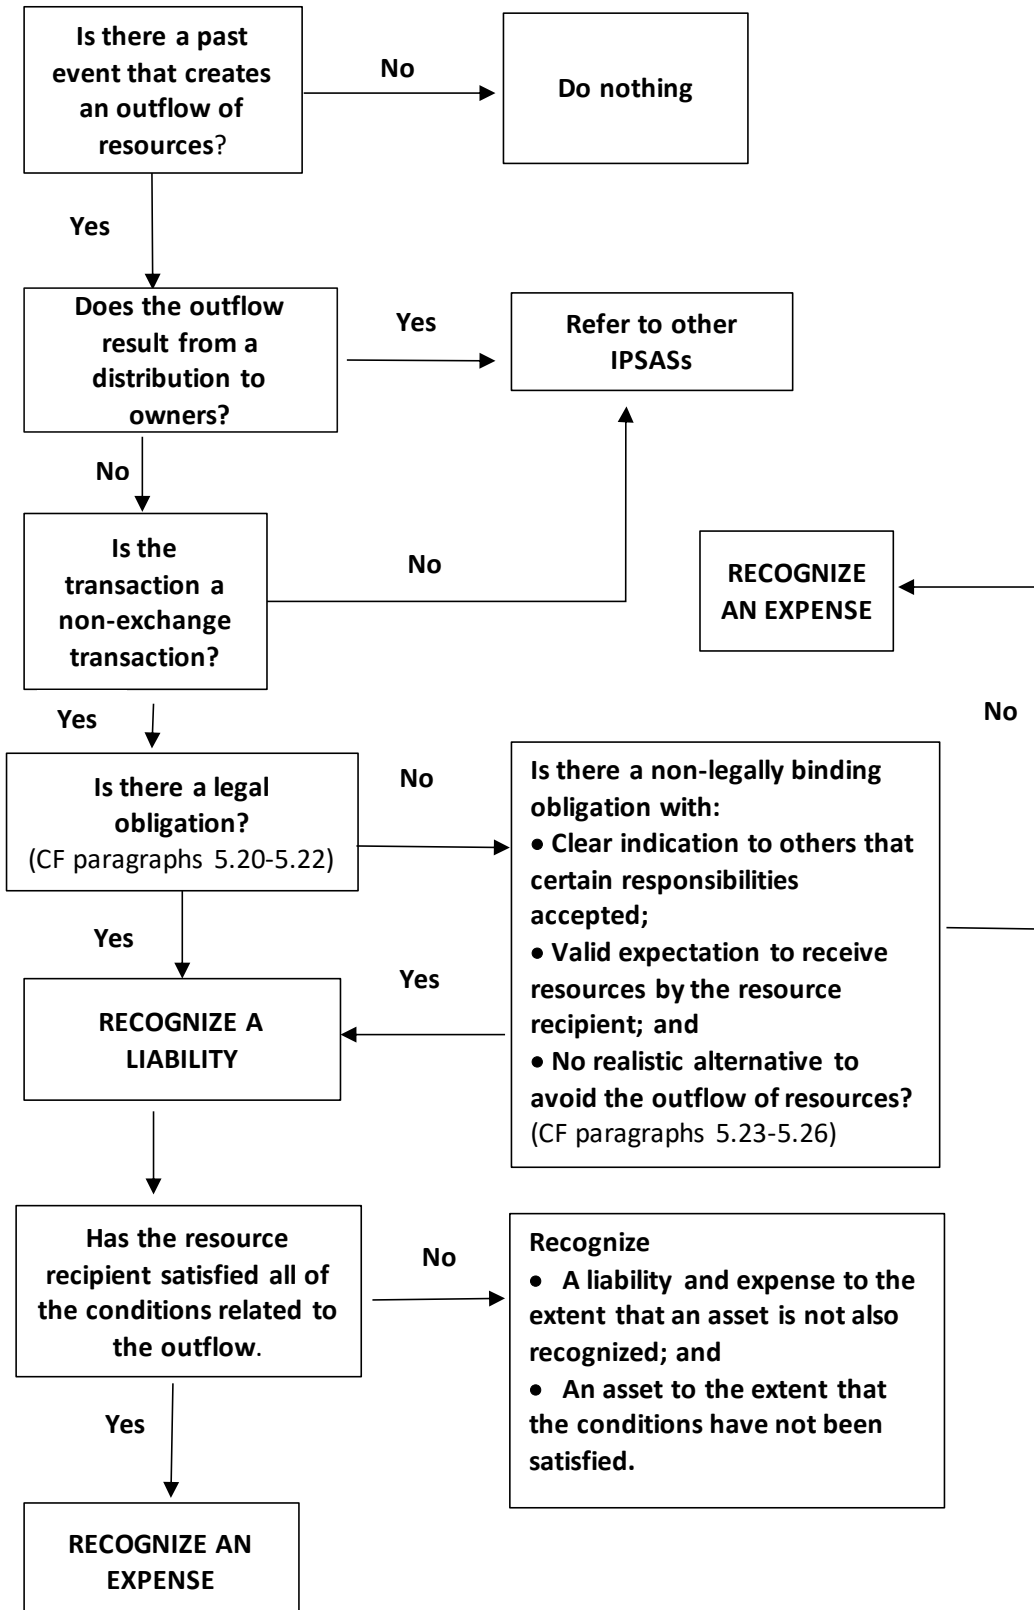 Is there a past
event that creates
an outflow of
resources?
No
Do nothing
Yes
Does the outflow
result from a
distribution to
owners?
Yes
Refer to other
IPSASs
No
Is the
transaction a
non-exchange
transaction?
No
RECOGNIZE
AN EXPENSE
No
Yes
Is there a legal
obligation?
(CF paragraphs 5.20-5.22)
No
Is there a non-legally binding
obligation with:
• Clear indication to others that
certain responsibilities
accepted;
• Valid expectation to receive
resources by the resource
recipient; and
• No realistic alternative to
avoid the outflow of resources?
(CF paragraphs 5.23-5.26)
Yes
Yes
RECOGNIZE A
LIABILITY
Has the resource
recipient satisfied all of
the conditions related to
the outflow.
No
Recognize
• A liability and expense to the
extent that an asset is not also
recognized; and
• An asset to the extent that
the conditions have not been
satisfied.
Yes
RECOGNIZE AN
EXPENSE